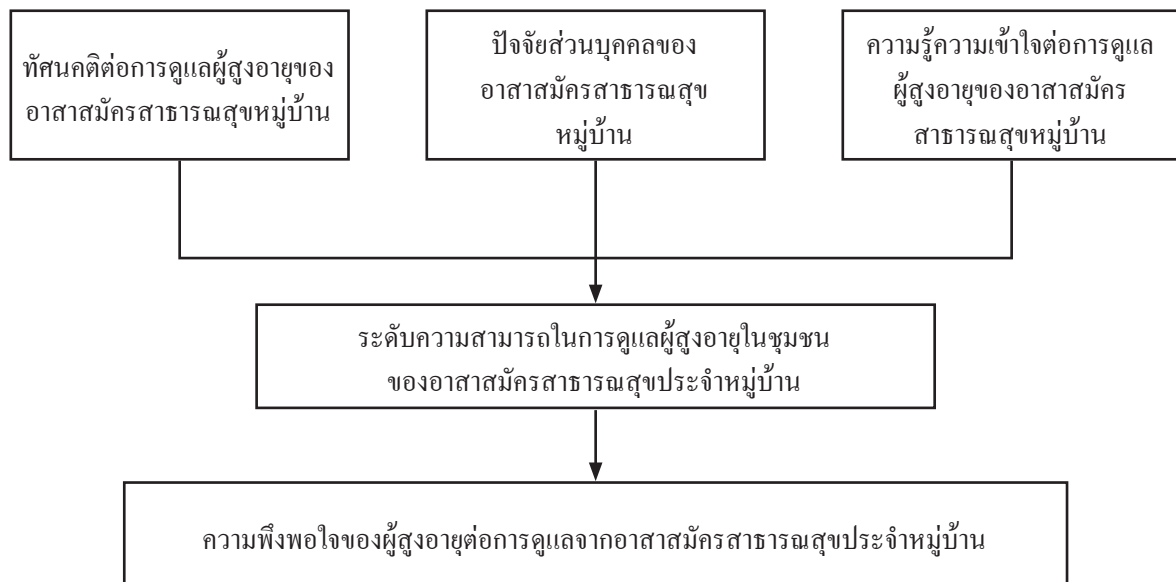 ทัศนคติต่อการดูแลผู้สูงอายุของ
อาสาสมัครสาธารณสุขหมู่บ้าน
ปัจจัยส่วนบุคคลของ
อาสาสมัครสาธารณสุข
หมู่บ้าน
ความรู้ความเข้าใจต่อการดูแล
ผู้สูงอายุของอาสาสมัคร
สาธารณสุขหมู่บ้าน
ระดับความสามารถในการดูแลผู้สูงอายุในชุมชน
ของอาสาสมัครสาธารณสุขประจำหมู่บ้าน
ความพึงพอใจของผู้สูงอายุต่อการดูแลจากอาสาสมัครสาธารณสุขประจำหมู่บ้าน